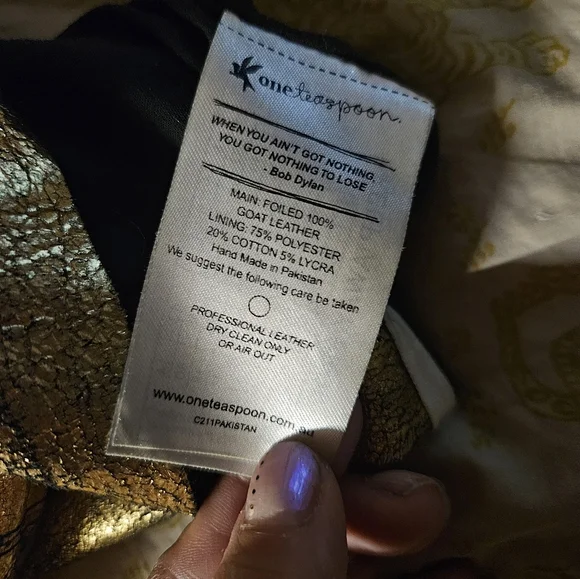 oneteaspoon.
WHEN YOU AIN'T GOT NOTHING,
YOU GOT NOTHING TO LOSE
- Bob Dylan
MAIN: FOILED 100%
GOAT LEATHER
LINING: 75% POLYESTER
20% COTTON 5% LYCRA
Hand Made in Pakistan
We suggest the following care be taken
PROFESSIONAL LEATHER
DRY CLEAN ONLY
OR AIR OUT
www.oneteaspoon.com.au
C211PAKISTAN